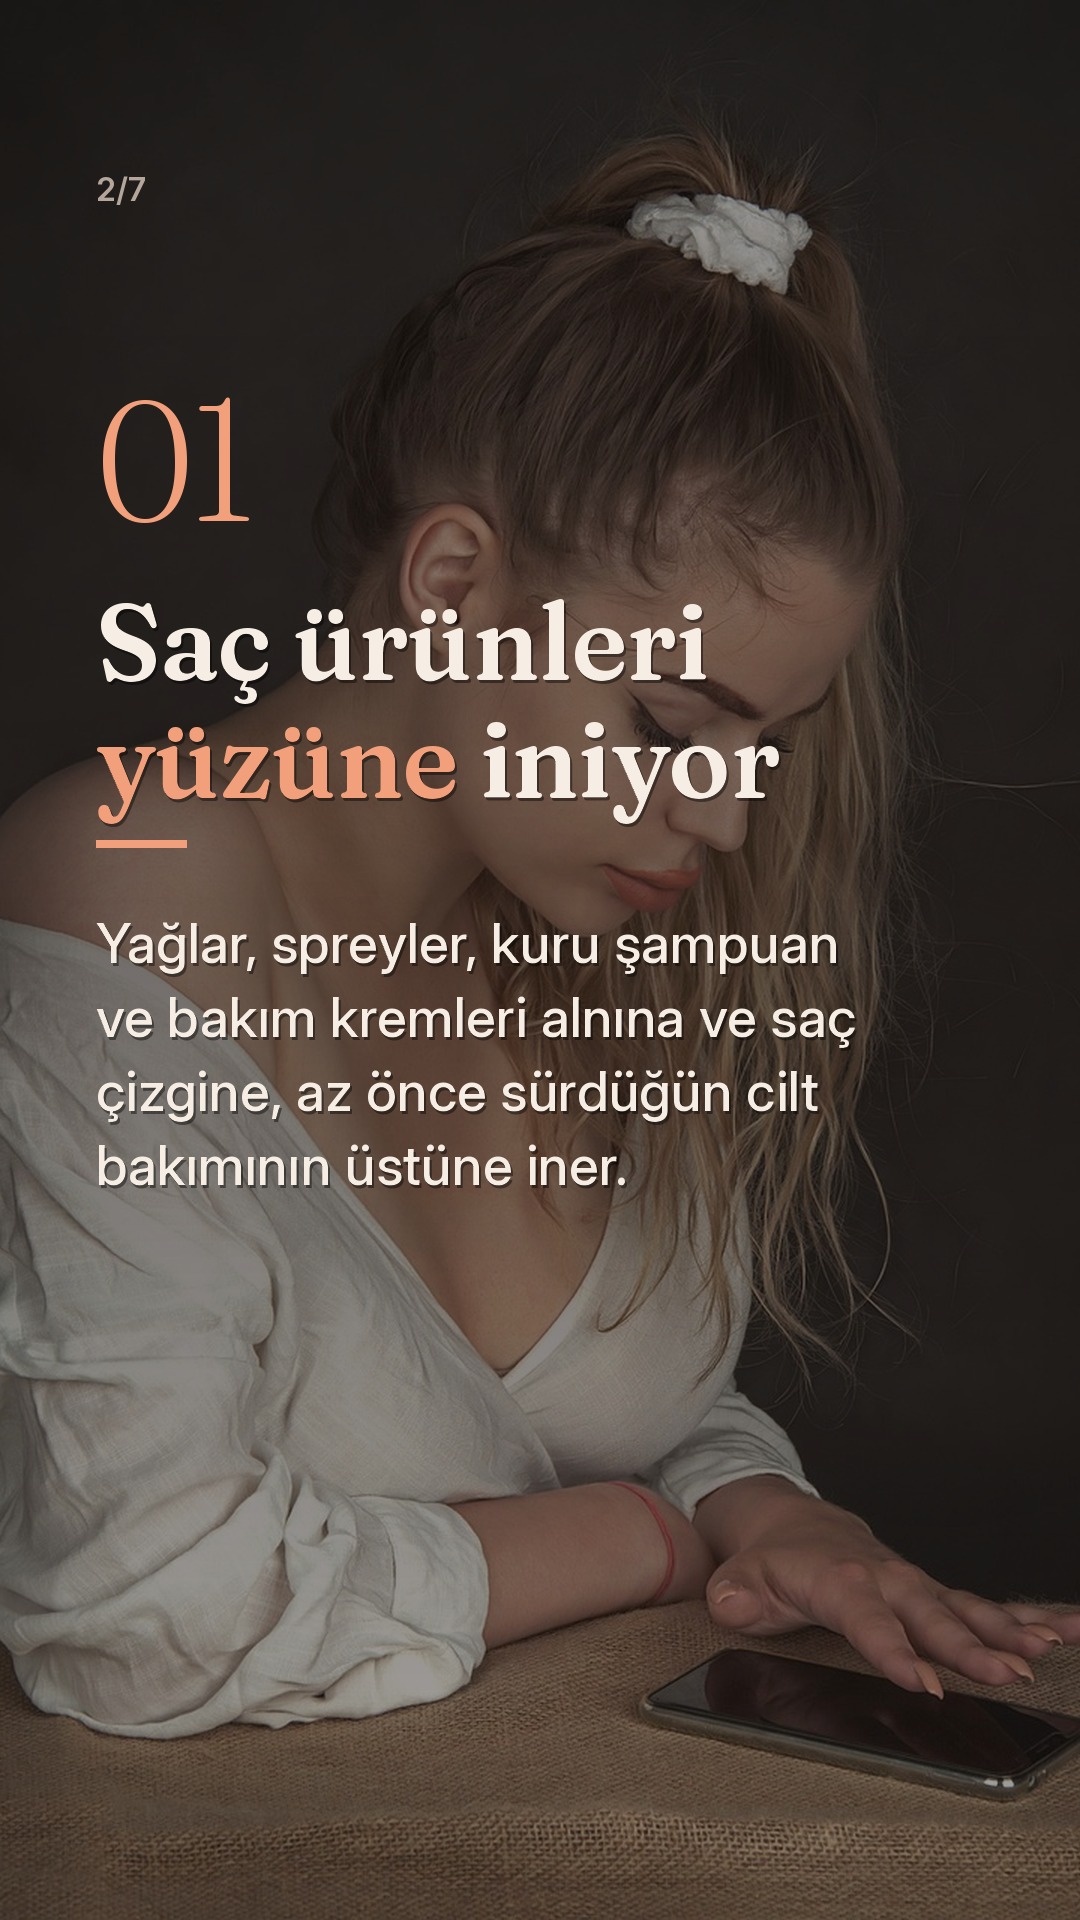 2/7
01
Saç ürünleri
yüzüne iniyor
Yağlar, spreyler, kuru şampuan
ve bakım kremleri alnına ve saç
çizgine, az önce sürdüğün cilt
bakımının üstüne iner.